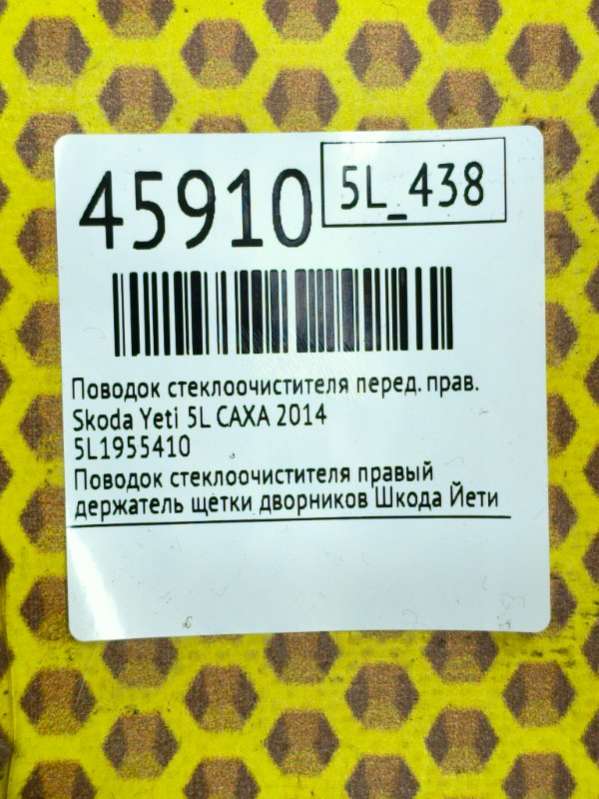 45910
5L_438
Поводок стеклоочистителя перед. прав.
Skoda Yeti 5L CAXA 2014
5L1955410
Поводок стеклоочистителя правый
держатель щётки дворников Шкода Йети